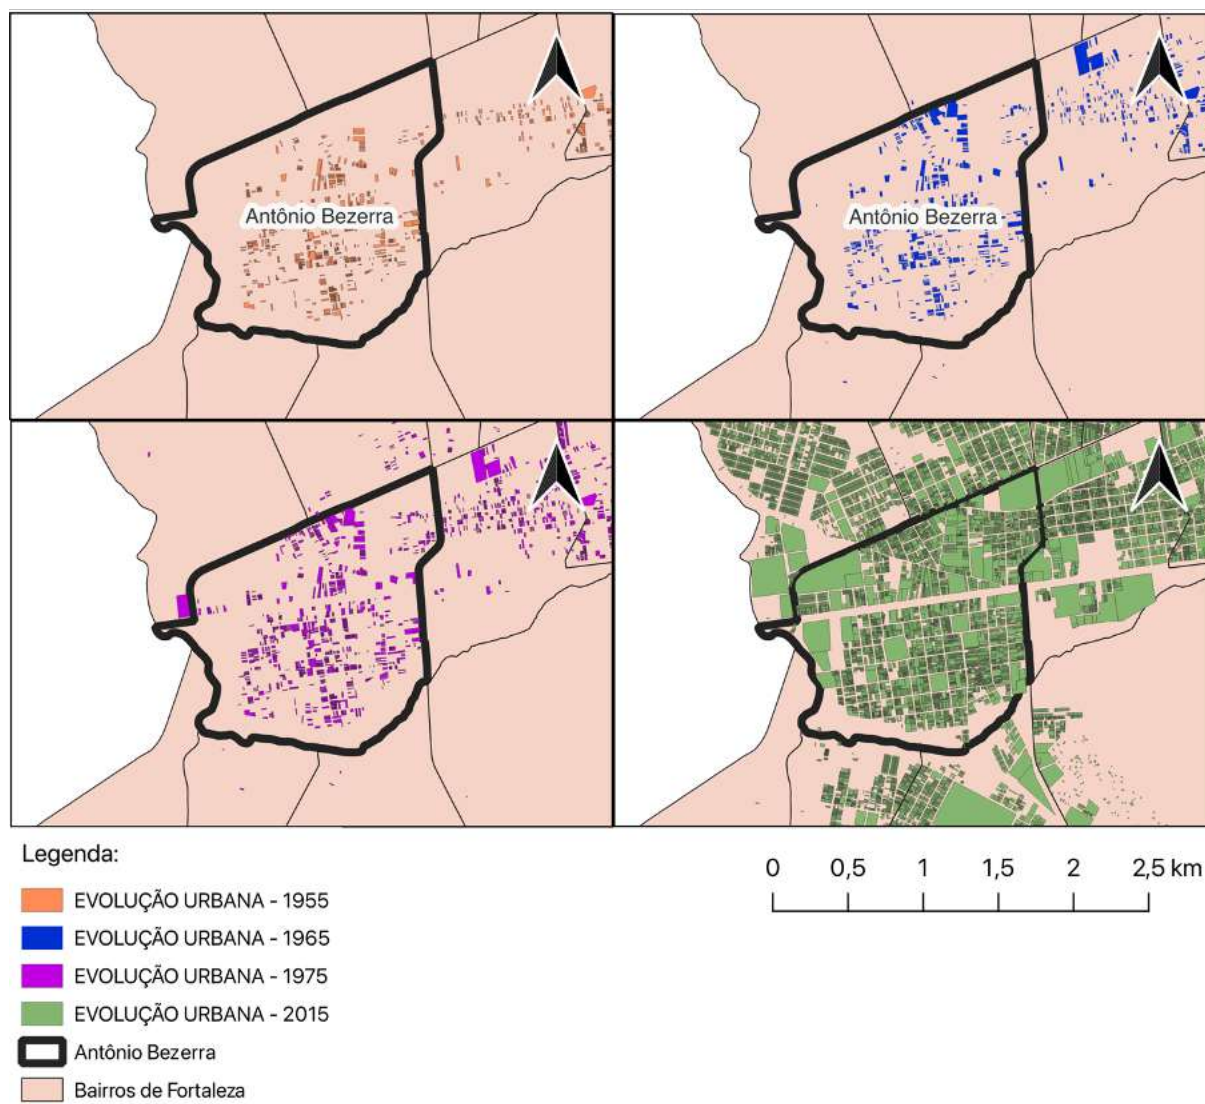 Antônio Bezerra
Antônio Bezerra
Legenda:
EVOLUÇÃO URBANA - 1955
EVOLUÇÃO URBANA - 1965
EVOLUÇÃO URBANA - 1975
EVOLUÇÃO URBANA - 2015
Antônio Bezerra
Bairros de Fortaleza
0 0,5 1 1,5 2 2,5 km